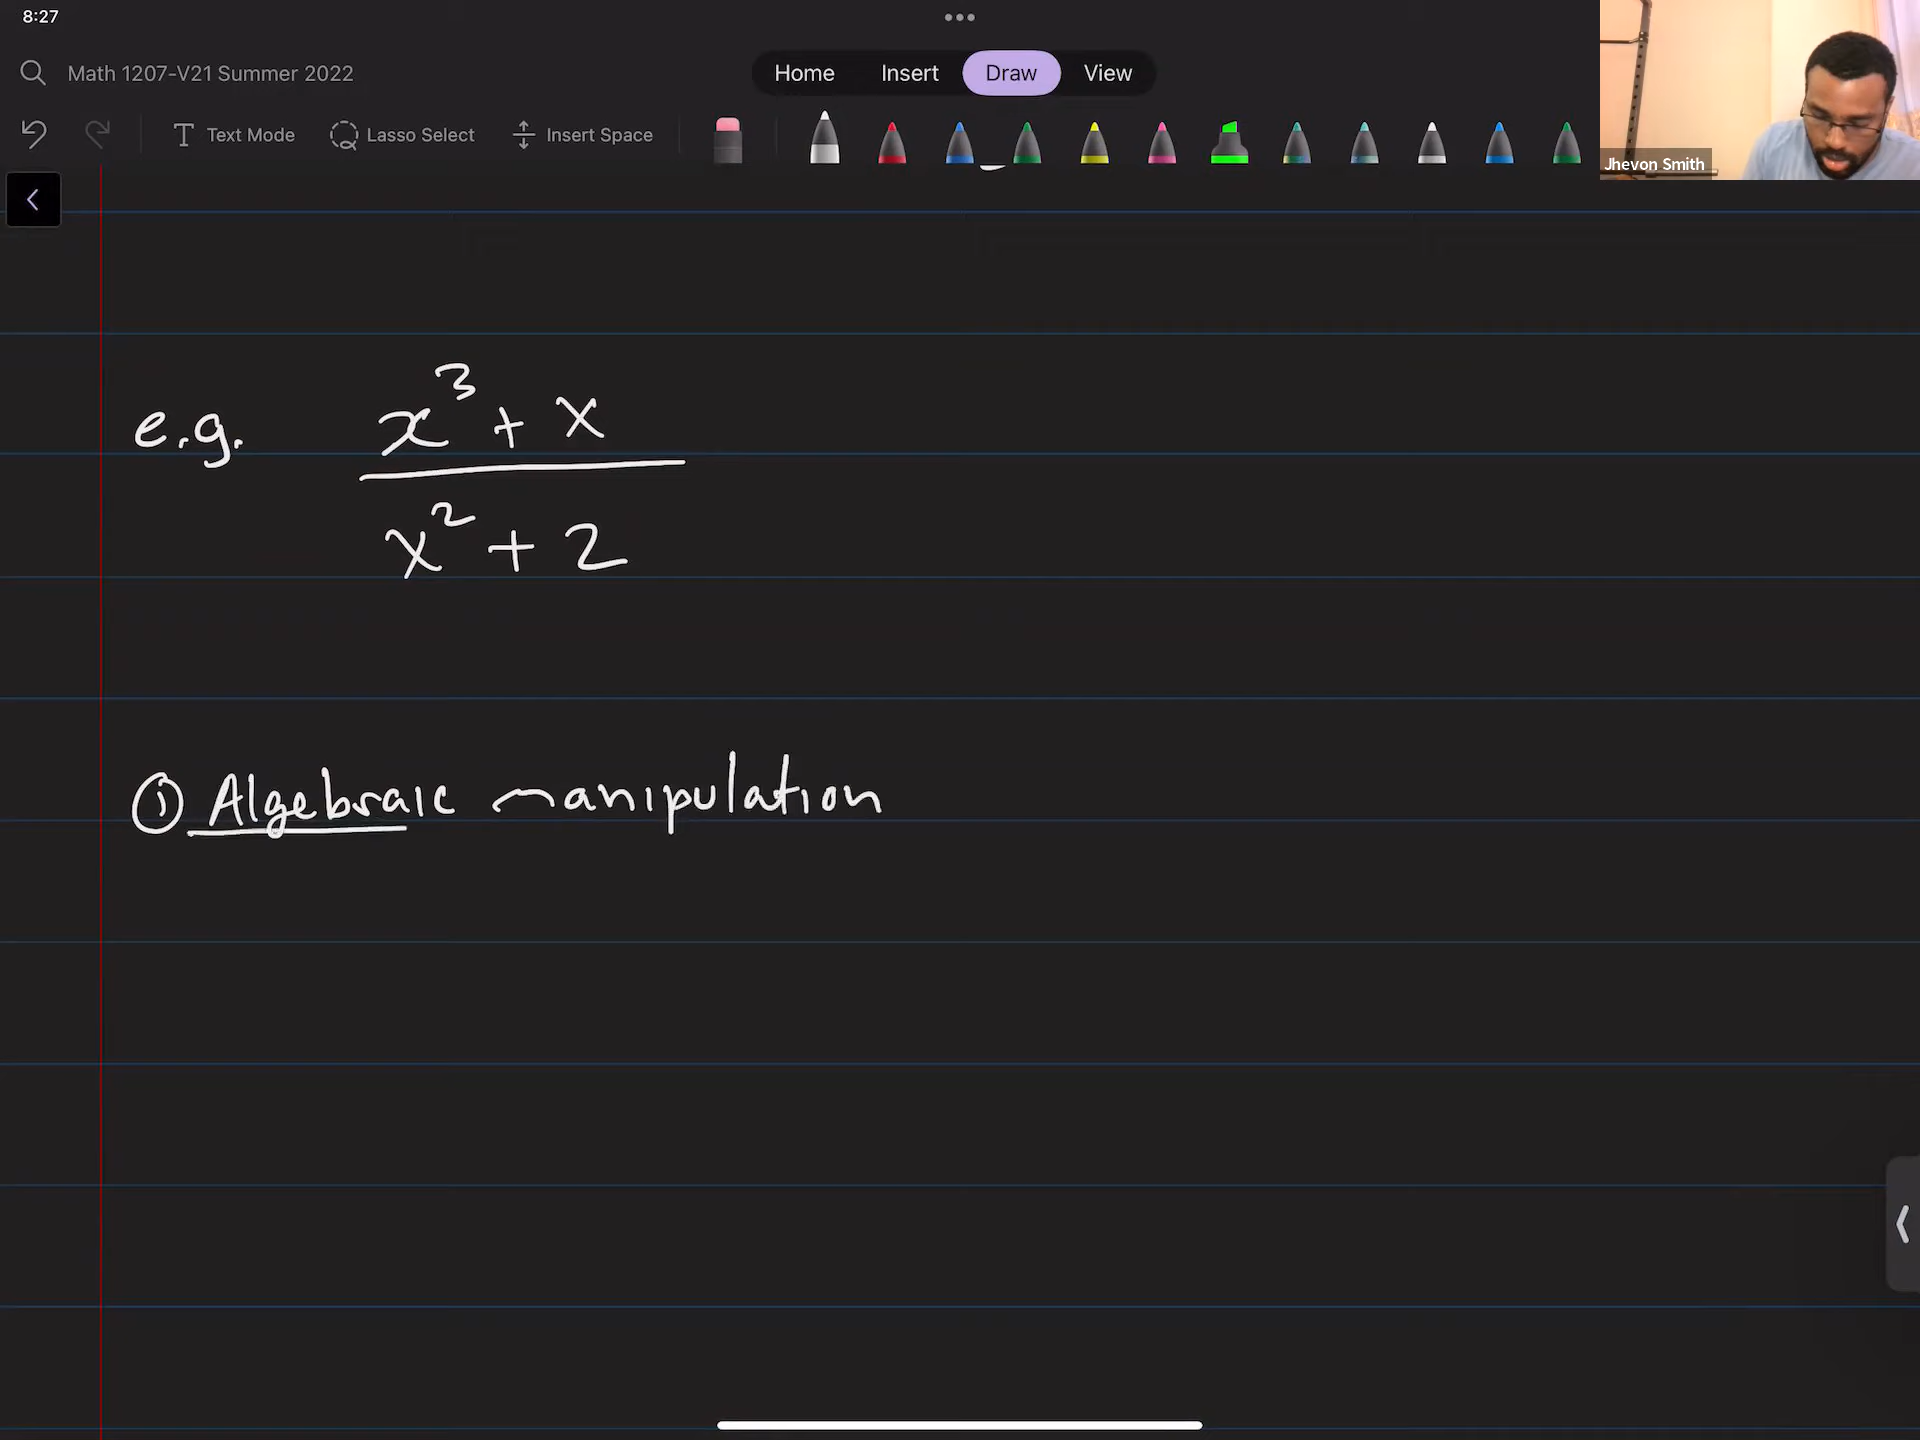 8:27
Math 1207-V21 Summer 2022
Home Insert Draw View
Text Mode Lasso Select Insert Space
Jhevon Smith
e.g. x³ + x
x² + 2
① Algebraic manipulation